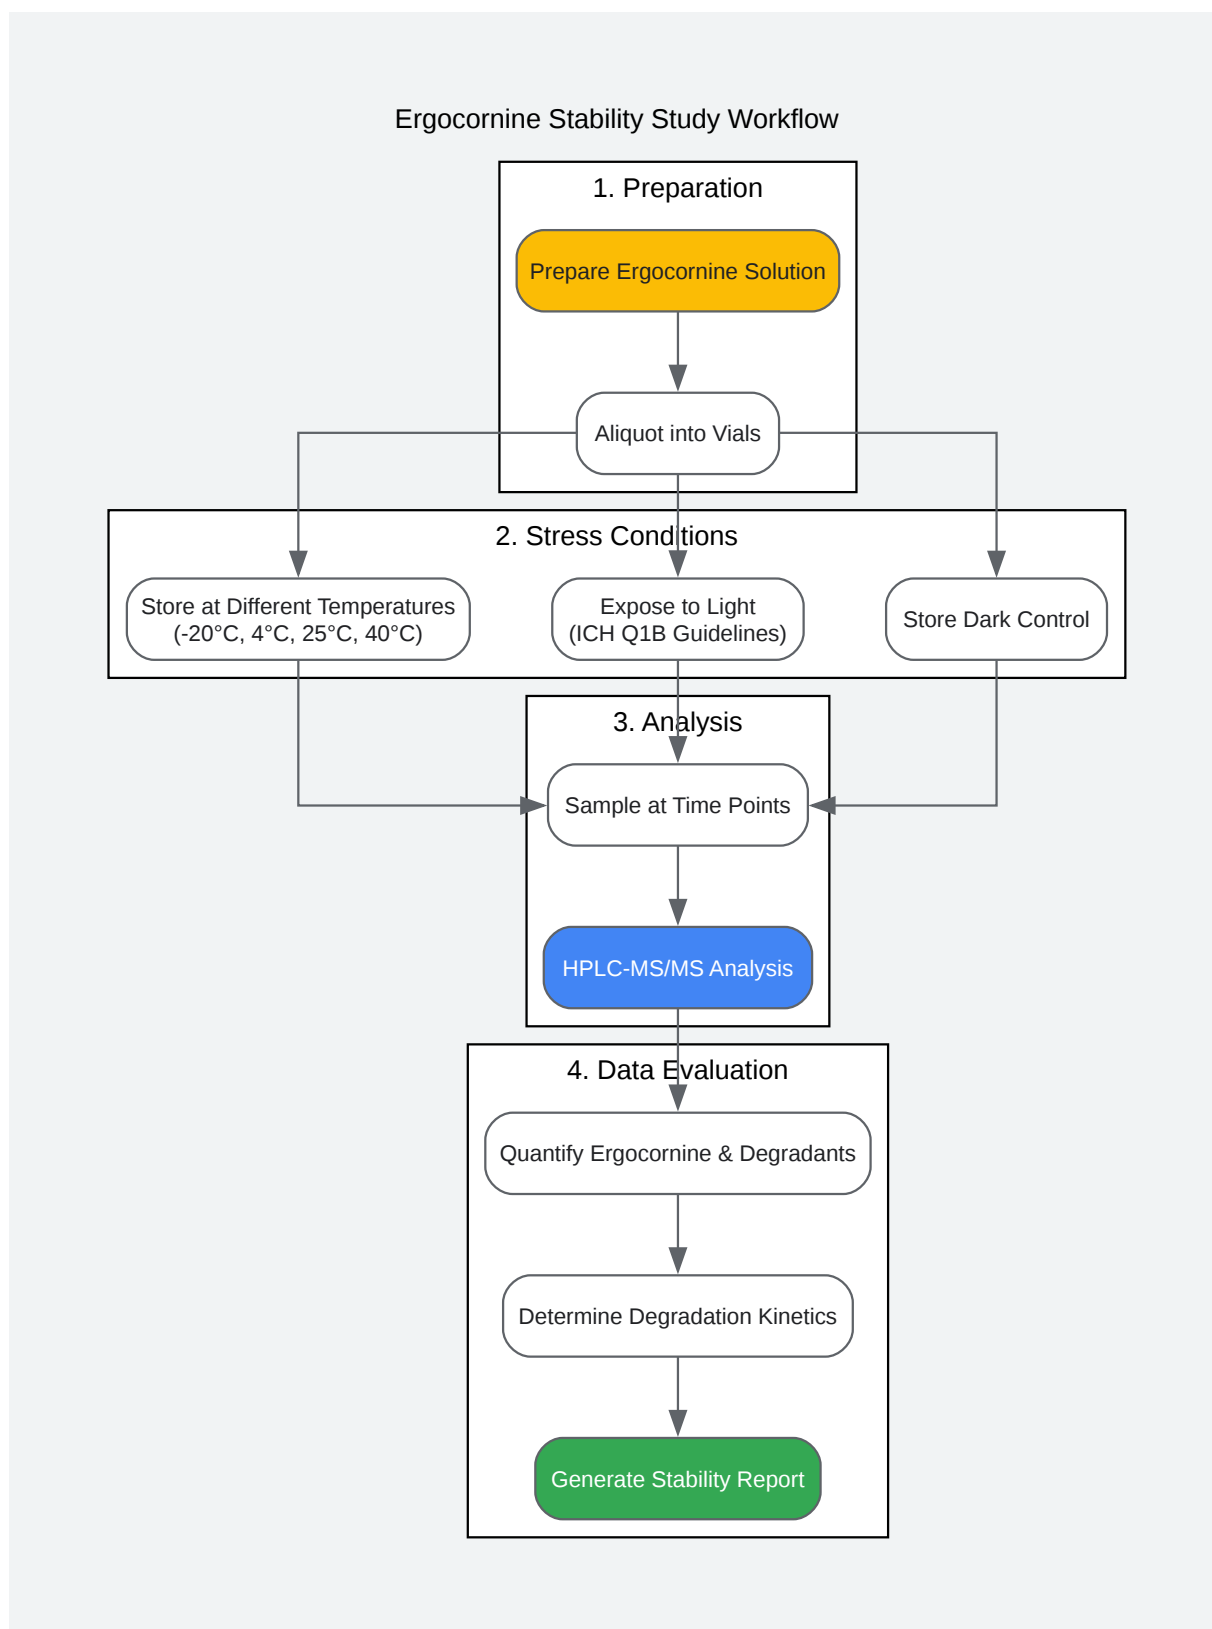 Ergocornine Stability Study Workflow
1. Preparation
Prepare Ergocornine Solution
Aliquot into Vials
2. Stress Conditions
Store at Different Temperatures
(-20°C, 4°C, 25°C, 40°C)
Expose to Light
(ICH Q1B Guidelines)
Store Dark Control
3. Analysis
Sample at Time Points
HPLC-MS/MS Analysis
4. Data Evaluation
Quantify Ergocornine & Degradants
Determine Degradation Kinetics
Generate Stability Report